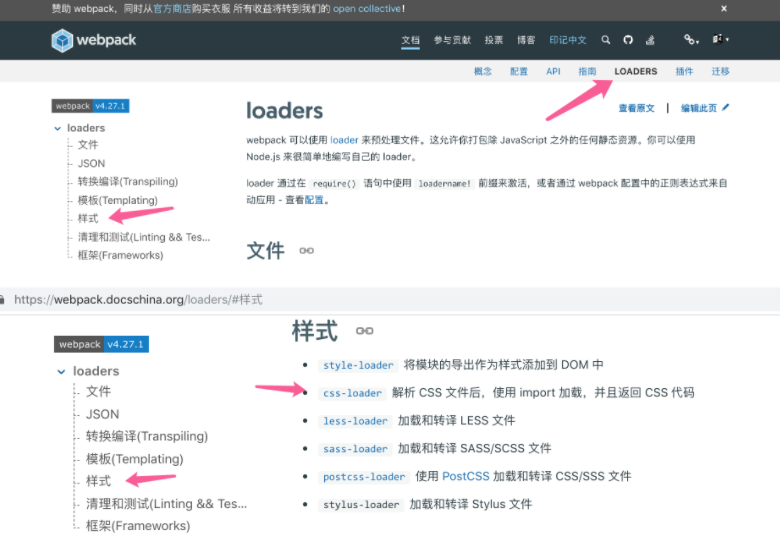 赞助 webpack，同时从官方商店购买衣服 所有收益将转到我们的 open collective！ ×
webpack 文档 参与贡献 投票 博客 印记中文
概念 配置 API 指南 LOADERS 插件 迁移
webpack v4.27.1
loaders
文件
JSON
转换编译(Transpiling)
模板(Templating)
样式
清理和测试(Linting && Tes...
框架(Frameworks)
loaders 查看原文 | 编辑此页
webpack 可以使用 loader 来预处理文件。这允许你打包除 JavaScript 之外的任何静态资源。你可以使用
Node.js 来很简单地编写自己的 loader。
loader 通过在 require() 语句中使用 loadername! 前缀来激活，或者通过 webpack 配置中的正则表达式来自
动应用 - 查看配置。
文件
https://webpack.docschina.org/loaders/#样式
webpack v4.27.1
loaders
文件
JSON
转换编译(Transpiling)
模板(Templating)
样式
清理和测试(Linting && Tes...
框架(Frameworks)
样式
style-loader 将模块的导出作为样式添加到 DOM 中
css-loader 解析 CSS 文件后，使用 import 加载，并且返回 CSS 代码
less-loader 加载和转译 LESS 文件
sass-loader 加载和转译 SASS/SCSS 文件
postcss-loader 使用 PostCSS 加载和转译 CSS/SSS 文件
stylus-loader 加载和转译 Stylus 文件